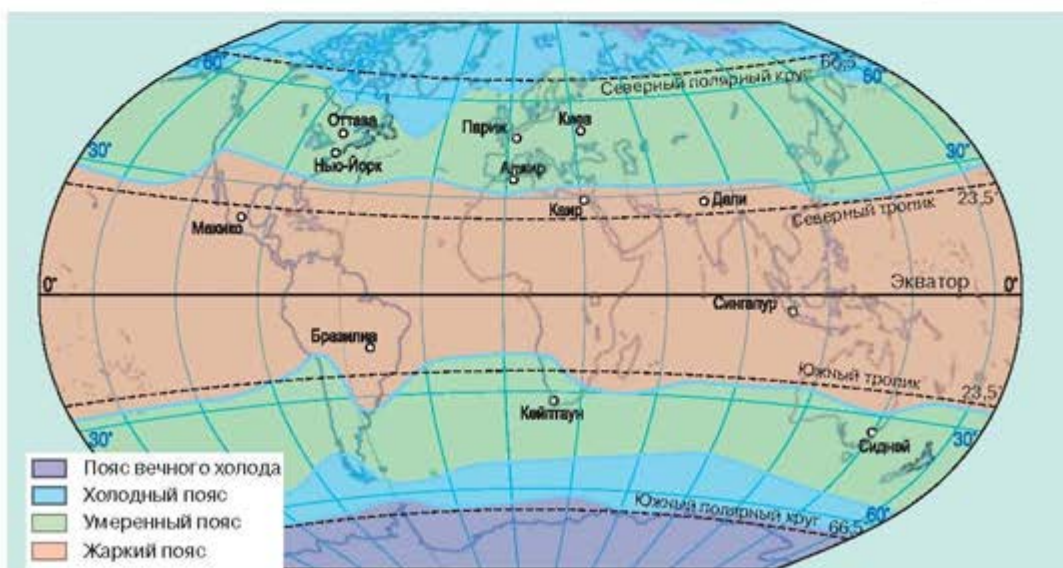 60°
66,5°
Северный полярный круг
60°
Оттава
Париж
Киев
30°
Нью-Йорк
Алжир
30°
Каир
Дели
23,5°
Северный тропик
Мехико
0°
Экватор
0°
Сингапур
Бразилиа
Южный тропик
23,5°
Кейптаун
30°
Сидней
30°
Пояс вечного холода
Холодный пояс
Южный полярный круг
60°
66,5°
Умеренный пояс
Жаркий пояс